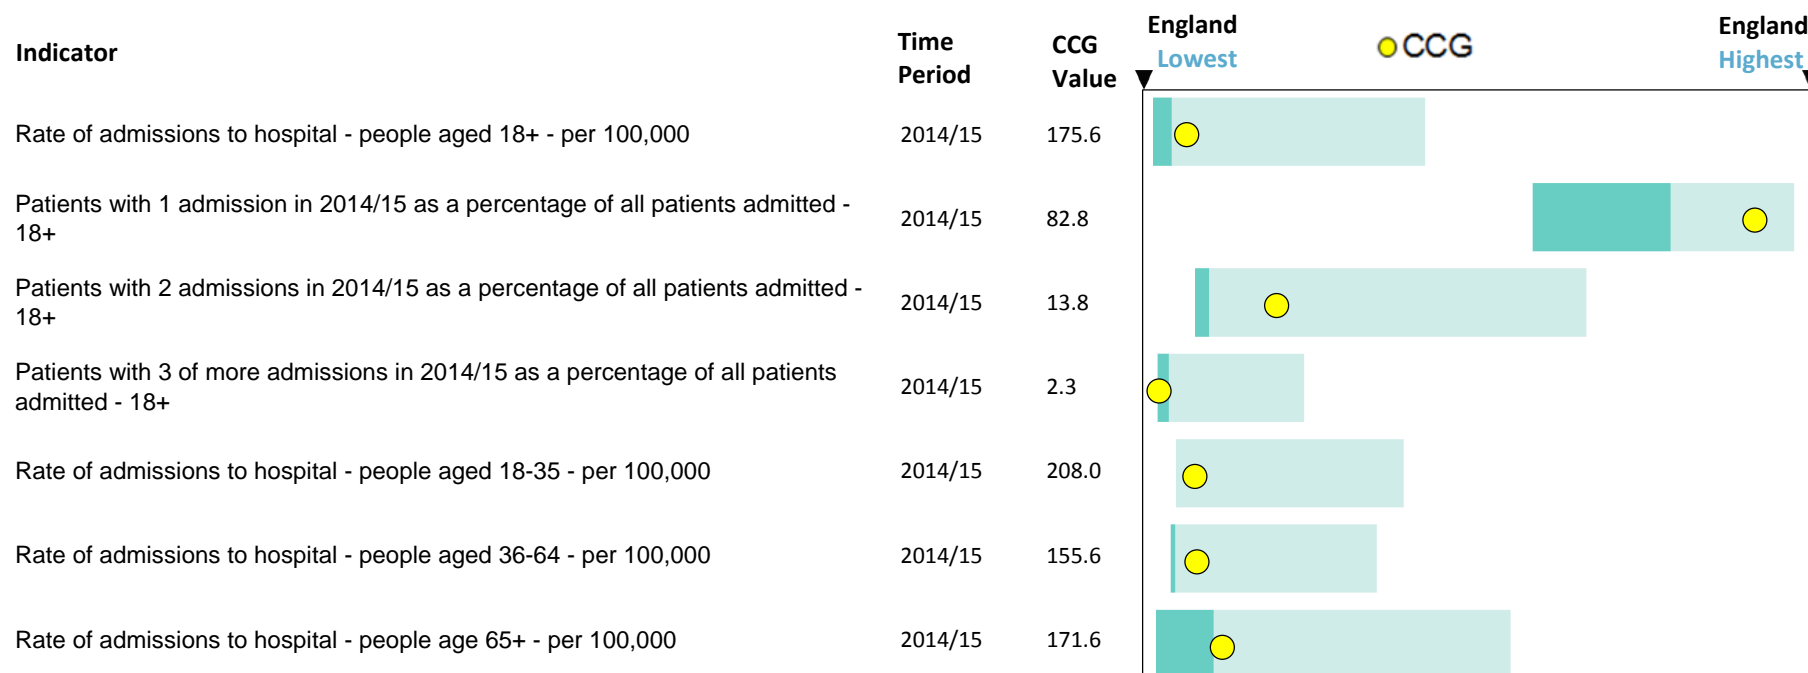 Indicator
Time Period
CCG Value
England Lowest
CCG
England Highest
Rate of admissions to hospital - people aged 18+ - per 100,000 2014/15 175.6
Patients with 1 admission in 2014/15 as a percentage of all patients admitted -
18+ 2014/15 82.8
Patients with 2 admissions in 2014/15 as a percentage of all patients admitted -
18+ 2014/15 13.8
Patients with 3 of more admissions in 2014/15 as a percentage of all patients
admitted - 18+ 2014/15 2.3
Rate of admissions to hospital - people aged 18-35 - per 100,000 2014/15 208.0
Rate of admissions to hospital - people aged 36-64 - per 100,000 2014/15 155.6
Rate of admissions to hospital - people age 65+ - per 100,000 2014/15 171.6